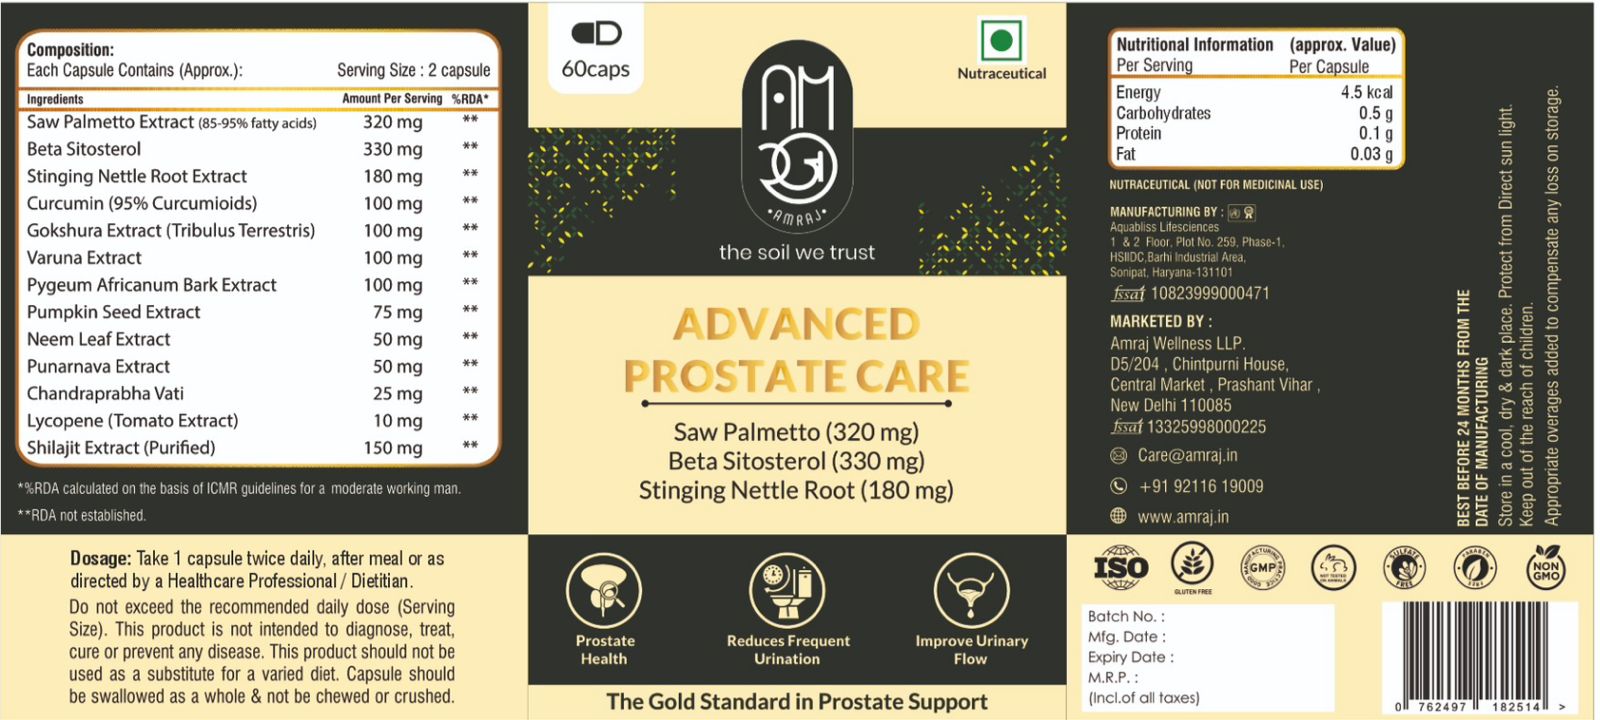 Composition:
Each Capsule Contains (Approx.): Serving Size : 2 capsule
Ingredients Amount Per Serving %RDA*
Saw Palmetto Extract (85-95% fatty acids) 320 mg **
Beta Sitosterol 330 mg **
Stinging Nettle Root Extract 180 mg **
Curcumin (95% Curcumioids) 100 mg **
Gokshura Extract (Tribulus Terrestris) 100 mg **
Varuna Extract 100 mg **
Pygeum Africanum Bark Extract 100 mg **
Pumpkin Seed Extract 75 mg **
Neem Leaf Extract 50 mg **
Punarnava Extract 50 mg **
Chandraprabha Vati 25 mg **
Lycopene (Tomato Extract) 10 mg **
Shilajit Extract (Purified) 150 mg **
*%RDA calculated on the basis of ICMR guidelines for a moderate working man.
**RDA not established.
Dosage: Take 1 capsule twice daily, after meal or as
directed by a Healthcare Professional / Dietitian.
Do not exceed the recommended daily dose (Serving
Size). This product is not intended to diagnose, treat,
cure or prevent any disease. This product should not be
used as a substitute for a varied diet. Capsule should
be swallowed as a whole & not be chewed or crushed.
60caps
Nutraceutical
AMRAJ
the soil we trust
ADVANCED
PROSTATE CARE
Saw Palmetto (320 mg)
Beta Sitosterol (330 mg)
Stinging Nettle Root (180 mg)
Prostate
Health
Reduces Frequent
Urination
Improve Urinary
Flow
The Gold Standard in Prostate Support
Nutritional Information (approx. Value)
Per Serving Per Capsule
Energy 4.5 kcal
Carbohydrates 0.5 g
Protein 0.1 g
Fat 0.03 g
NUTRACEUTICAL (NOT FOR MEDICINAL USE)
MANUFACTURING BY :
Aquabliss Lifesciences
1 & 2 Floor, Plot No. 259, Phase-1,
HSIIDC,Barhi Industrial Area,
Sonipat, Haryana-131101
fssai 10823999000471
MARKETED BY :
Amraj Wellness LLP.
D5/204 , Chintpurni House,
Central Market , Prashant Vihar ,
New Delhi 110085
fssai 13325998000225
Care@amraj.in
+91 92116 19009
www.amraj.in
BEST BEFORE 24 MONTHS FROM THE
DATE OF MANUFACTURING
Store in a cool, dry & dark place. Protect from Direct sun light.
Keep out of the reach of children.
Appropriate overages added to compensate any loss on storage.
ISO
GLUTEN FREE
GOOD MANUFACTURING PRACTICE
GMP
NOT TESTED
ON ANIMALS
SULFATE
FREE
PARABEN
FREE
NON
GMO
Batch No. :
Mfg. Date :
Expiry Date :
M.R.P. :
(Incl.of all taxes)
0 762497 182514 >